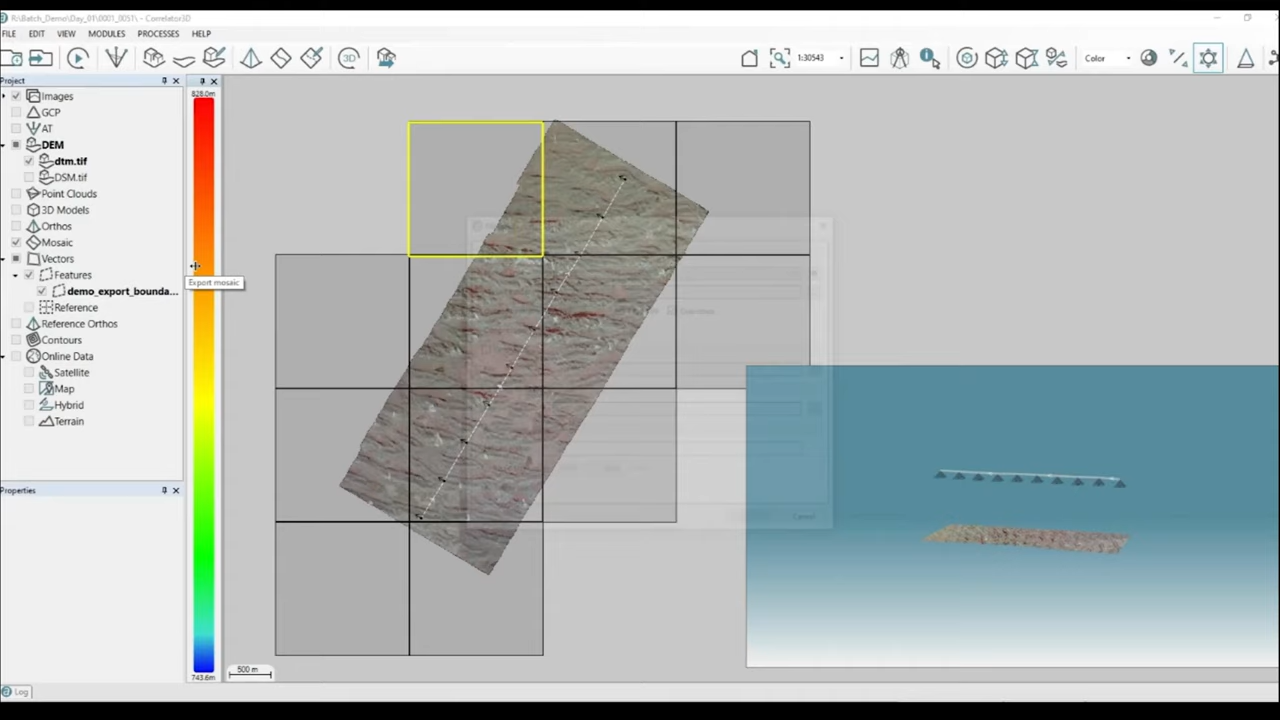 R:\Batch_Demo\Day_01\0001_0051\ - Correlator3D
FILE EDIT VIEW MODULES PROCESSES HELP
1:30543
Color
Project
Images
GCP
AT
DEM
dtm.tif
DSM.tif
Point Clouds
3D Models
Orthos
Mosaic
Vectors
Features
demo_export_bounda...
Reference
Reference Orthos
Contours
Online Data
Satellite
Map
Hybrid
Terrain
Properties
Log
828.0m
Export mosaic
743.6m
500 m
Cancel